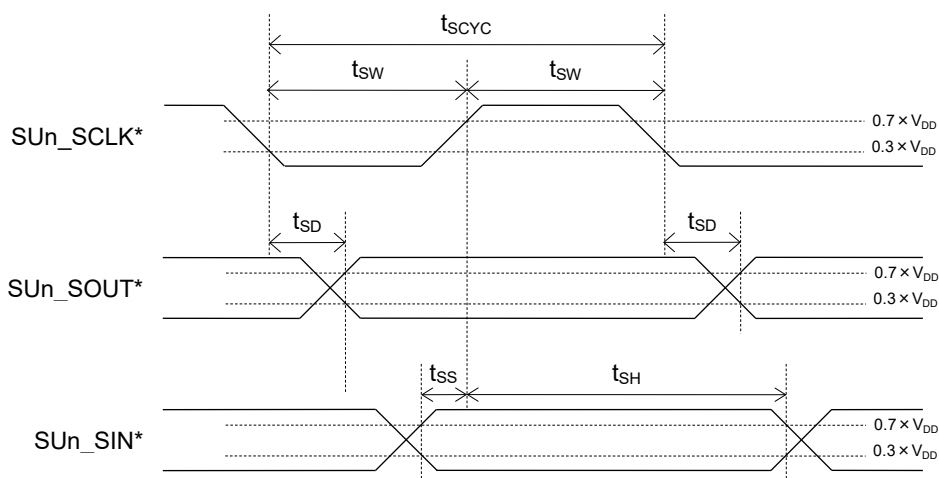 tSCYC
tSW tSW
SUn_SCLK*
0.7 × VDD
0.3 × VDD
tSD tSD
SUn_SOUT*
0.7 × VDD
0.3 × VDD
tSS tSH
SUn_SIN*
0.7 × VDD
0.3 × VDD